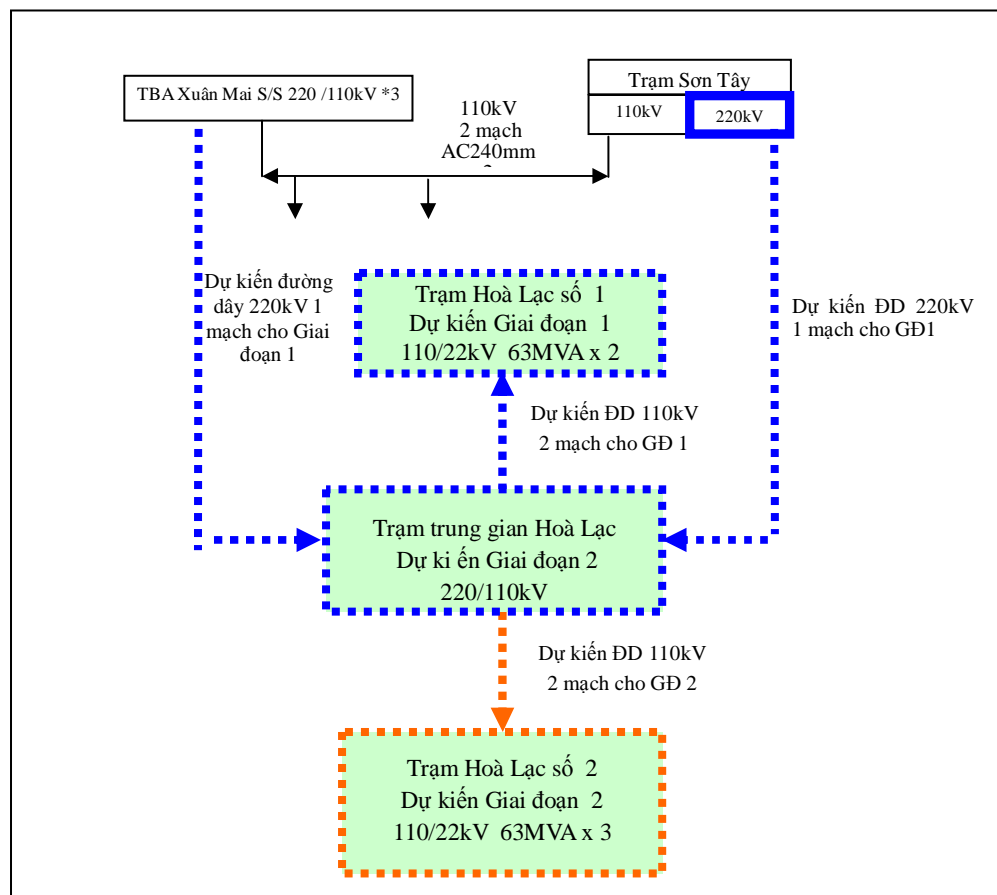 TBA Xuân Mai S/S 220 /110kV *3
Trạm Sơn Tây
110kV
220kV
110kV
2 mạch
AC240mm
Dự kiến đường
dây 220kV 1
mạch cho Giai
đoạn 1
Trạm Hoà Lạc số 1
Dự kiến Giai đoạn 1
110/22kV 63MVA x 2
Dự kiến ĐD 220kV
1 mạch cho GĐ1
Dự kiến ĐD 110kV
2 mạch cho GĐ 1
Trạm trung gian Hoà Lạc
Dự ki ến Giai đoạn 2
220/110kV
Dự kiến ĐD 110kV
2 mạch cho GĐ 2
Trạm Hoà Lạc số 2
Dự kiến Giai đoạn 2
110/22kV 63MVA x 3